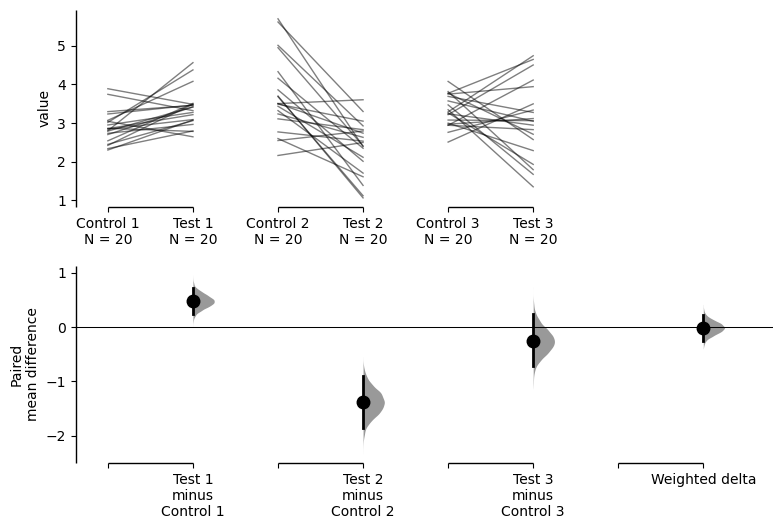 value
5
4
3
2
1
Control 1
N = 20
Test 1
N = 20
Control 2
N = 20
Test 2
N = 20
Control 3
N = 20
Test 3
N = 20
Paired
mean difference
1
0
−1
−2
Test 1
minus
Control 1
Test 2
minus
Control 2
Test 3
minus
Control 3
Weighted delta